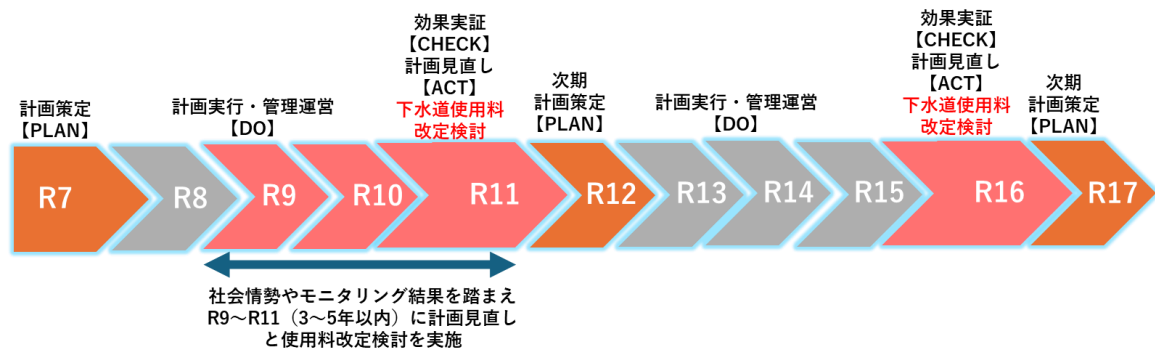 計画策定
【PLAN】
計画実行・管理運営
【DO】
効果実証
【CHECK】
計画見直し
【ACT】
下水道使用料
改定検討
次期
計画策定
【PLAN】
計画実行・管理運営
【DO】
効果実証
【CHECK】
計画見直し
【ACT】
下水道使用料
改定検討
次期
計画策定
【PLAN】
R7
R8
R9
R10
R11
R12
R13
R14
R15
R16
R17
社会情勢やモニタリング結果を踏まえ
R9～R11（3～5年以内）に計画見直し
と使用料改定検討を実施